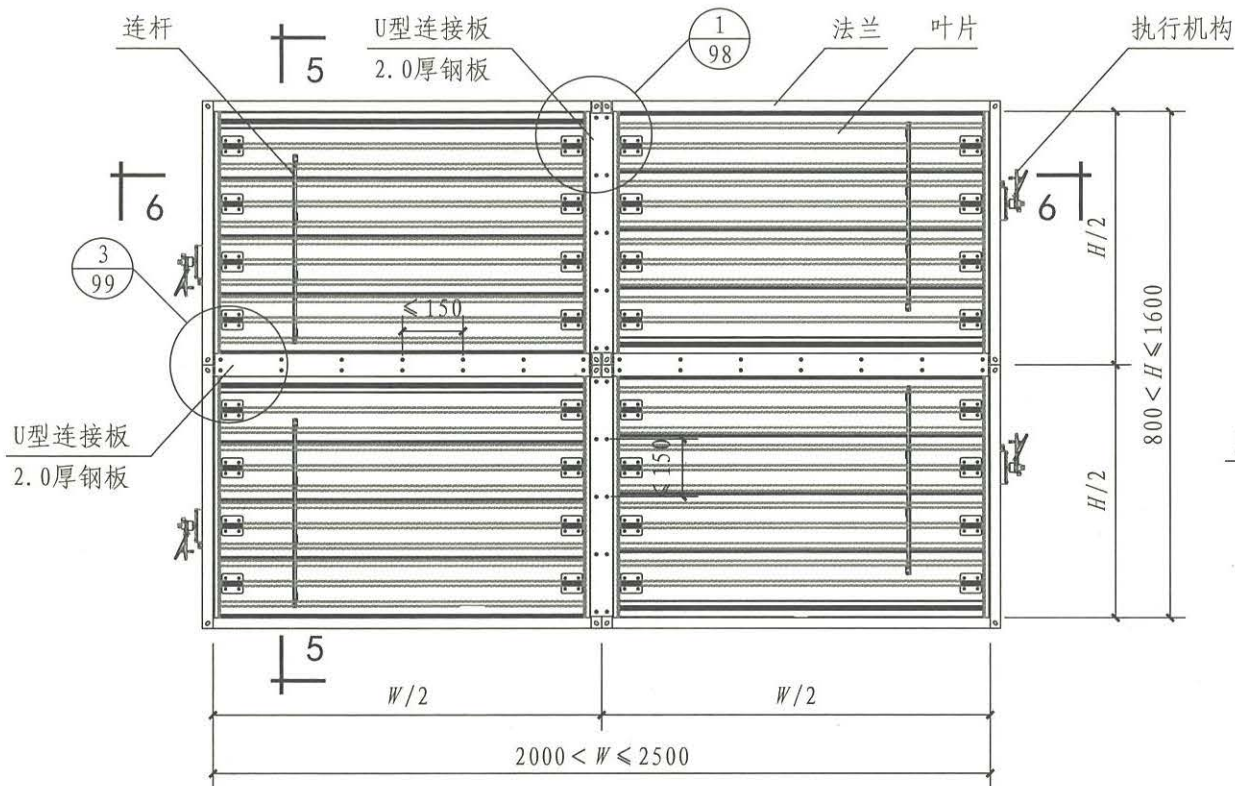 连杆
U型连接板
2.0厚钢板
1
98
法兰
叶片
执行机构
5
6
6
3
99
≤150
H/2
800<H≤1600
U型连接板
2.0厚钢板
≤150
H/2
5
W/2
W/2
2000<W≤2500